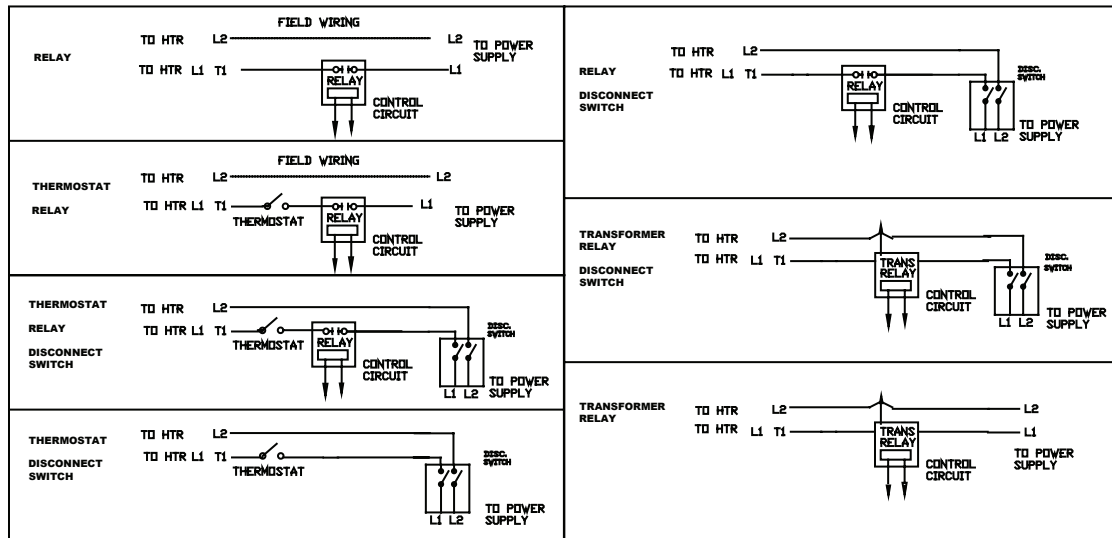 RELAY
FIELD WIRING
TO HTR L2
L2
TO POWER
SUPPLY
TO HTR L1 T1
L1
RELAY
CONTROL
CIRCUIT
THERMOSTAT
RELAY
FIELD WIRING
TO HTR L2
L2
TO HTR L1 T1
L1
THERMOSTAT
RELAY
TO POWER
SUPPLY
CONTROL
CIRCUIT
THERMOSTAT
RELAY
DISCONNECT
SWITCH
TO HTR L2
TO HTR L1 T1
THERMOSTAT
RELAY
DISC.
SWITCH
CONTROL
CIRCUIT
L1 L2
TO POWER
SUPPLY
THERMOSTAT
DISCONNECT
SWITCH
TO HTR L2
TO HTR L1 T1
THERMOSTAT
DISC.
SWITCH
L1 L2
TO POWER
SUPPLY
RELAY
DISCONNECT
SWITCH
TO HTR L2
TO HTR L1 T1
RELAY
DISC.
SWITCH
CONTROL
CIRCUIT
L1 L2
TO POWER
SUPPLY
TRANSFORMER
RELAY
DISCONNECT
SWITCH
TO HTR L2
TO HTR L1 T1
TRANS
RELAY
DISC.
SWITCH
CONTROL
CIRCUIT
L1 L2
TO POWER
SUPPLY
TRANSFORMER
RELAY
TO HTR L2
L2
TO HTR L1 T1
L1
TRANS
RELAY
CONTROL
CIRCUIT
TO POWER
SUPPLY